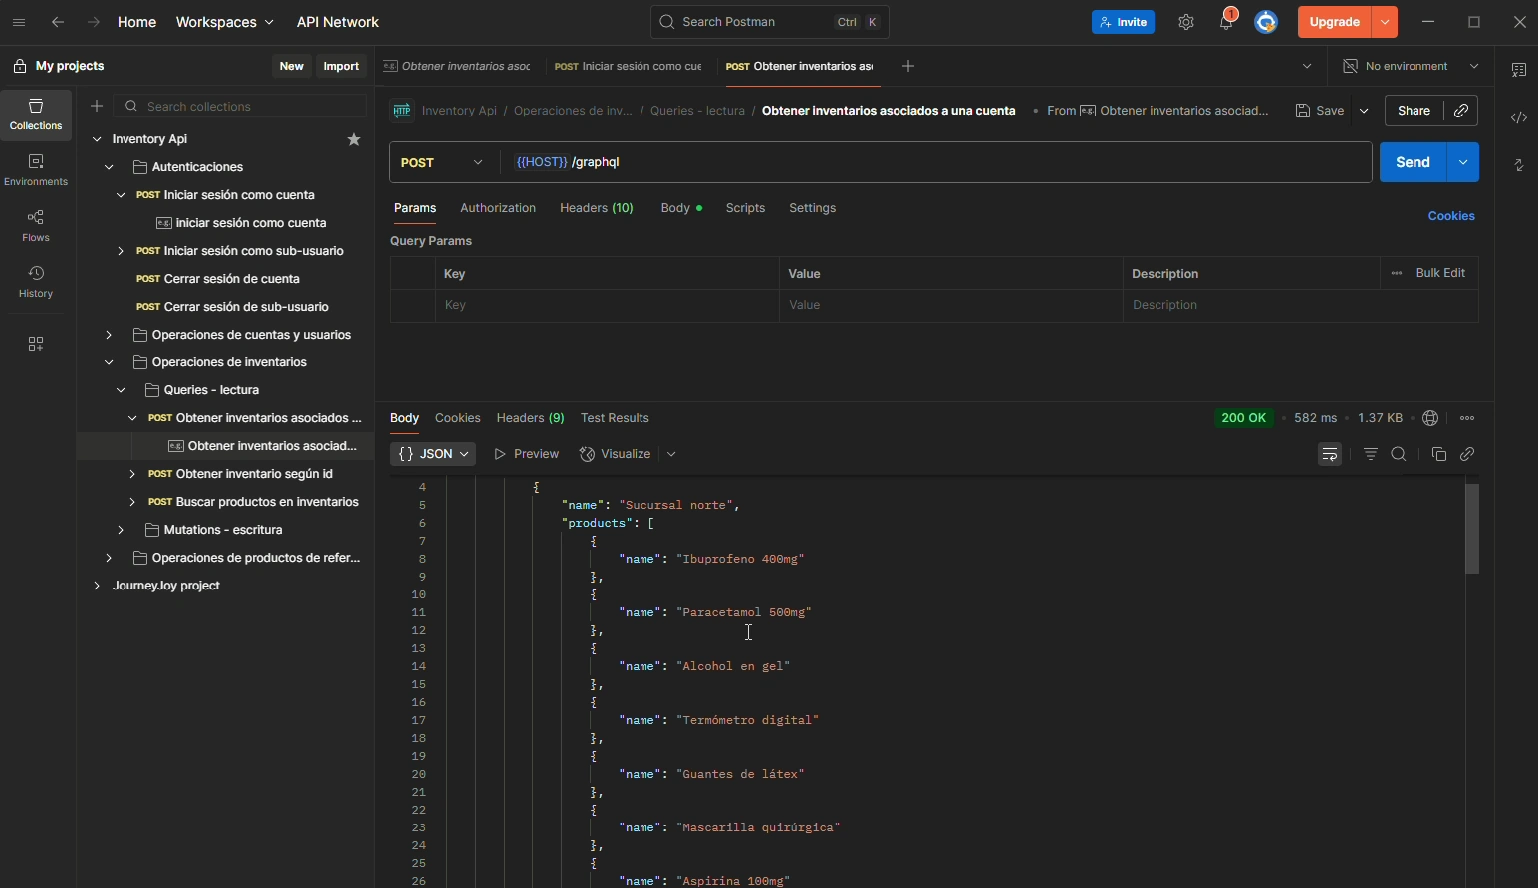 Home Workspaces API Network Search Postman Ctrl K Invite 1 Upgrade
My projects New Import
Obtener inventarios asoc POST Iniciar sesión como cue POST Obtener inventarios aso No environment
Search collections
Collections
Environments
Flows
History
Inventory Api
Autenticaciones
POST Iniciar sesión como cuenta
e.g. iniciar sesión como cuenta
POST Iniciar sesión como sub-usuario
POST Cerrar sesión de cuenta
POST Cerrar sesión de sub-usuario
Operaciones de cuentas y usuarios
Operaciones de inventarios
Queries - lectura
POST Obtener inventarios asociados ...
e.g. Obtener inventarios asociad...
POST Obtener inventario según id
POST Buscar productos en inventarios
Mutations - escritura
Operaciones de productos de refer...
JourneyJoy project
HTTP Inventory Api / Operaciones de inv... / Queries - lectura / Obtener inventarios asociados a una cuenta • From e.g. Obtener inventarios asociad... Save Share
POST {{HOST}} /graphql Send
Params Authorization Headers (10) Body Scripts Settings Cookies
Query Params
Key Value Description Bulk Edit
Key Value Description
Body Cookies Headers (9) Test Results 200 OK 582 ms 1.37 KB
{} JSON Preview Visualize
4 {
5 "name": "Sucursal norte",
6 "products": [
7 {
8 "name": "Ibuprofeno 400mg"
9 },
10 {
11 "name": "Paracetamol 500mg"
12 },
13 {
14 "name": "Alcohol en gel"
15 },
16 {
17 "name": "Termómetro digital"
18 },
19 {
20 "name": "Guantes de látex"
21 },
22 {
23 "name": "Mascarilla quirúrgica"
24 },
25 {
26 "name": "Aspirina 100mg"